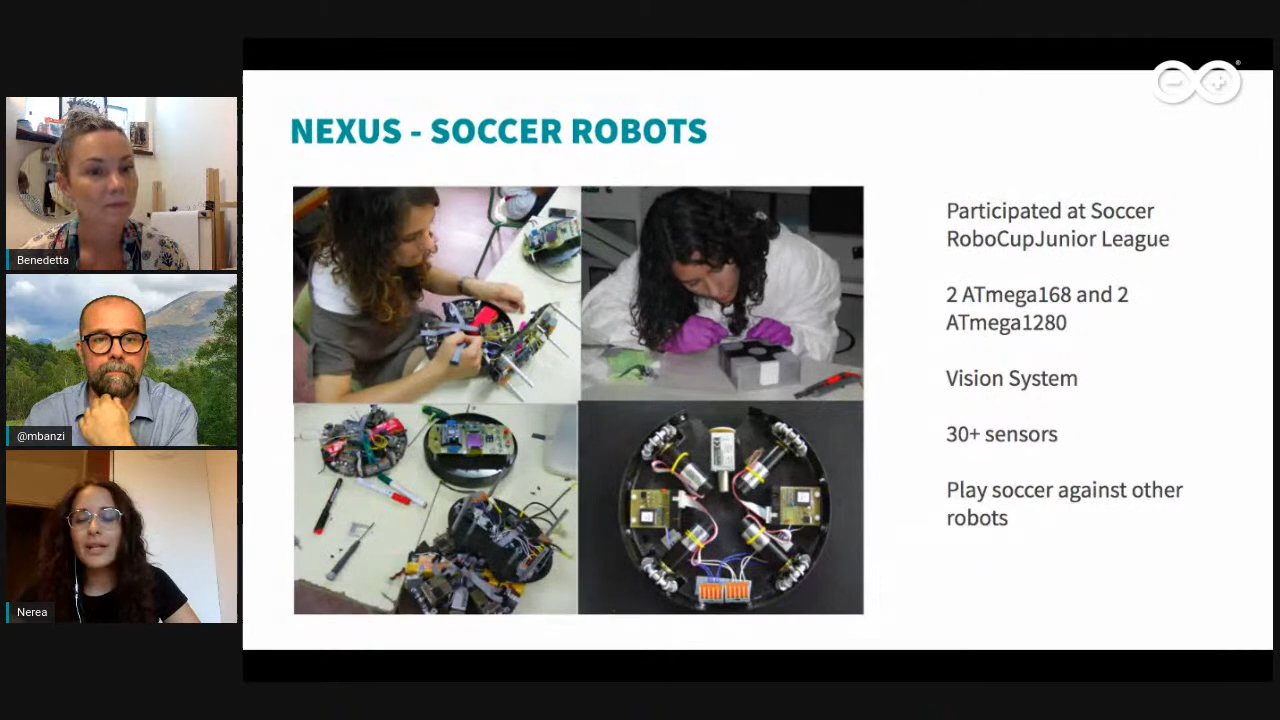 NEXUS - SOCCER ROBOTS
Participated at Soccer
RoboCupJunior League
2 ATmega168 and 2
ATmega1280
Vision System
30+ sensors
Play soccer against other
robots
Benedetta
@mbanzi
Nerea